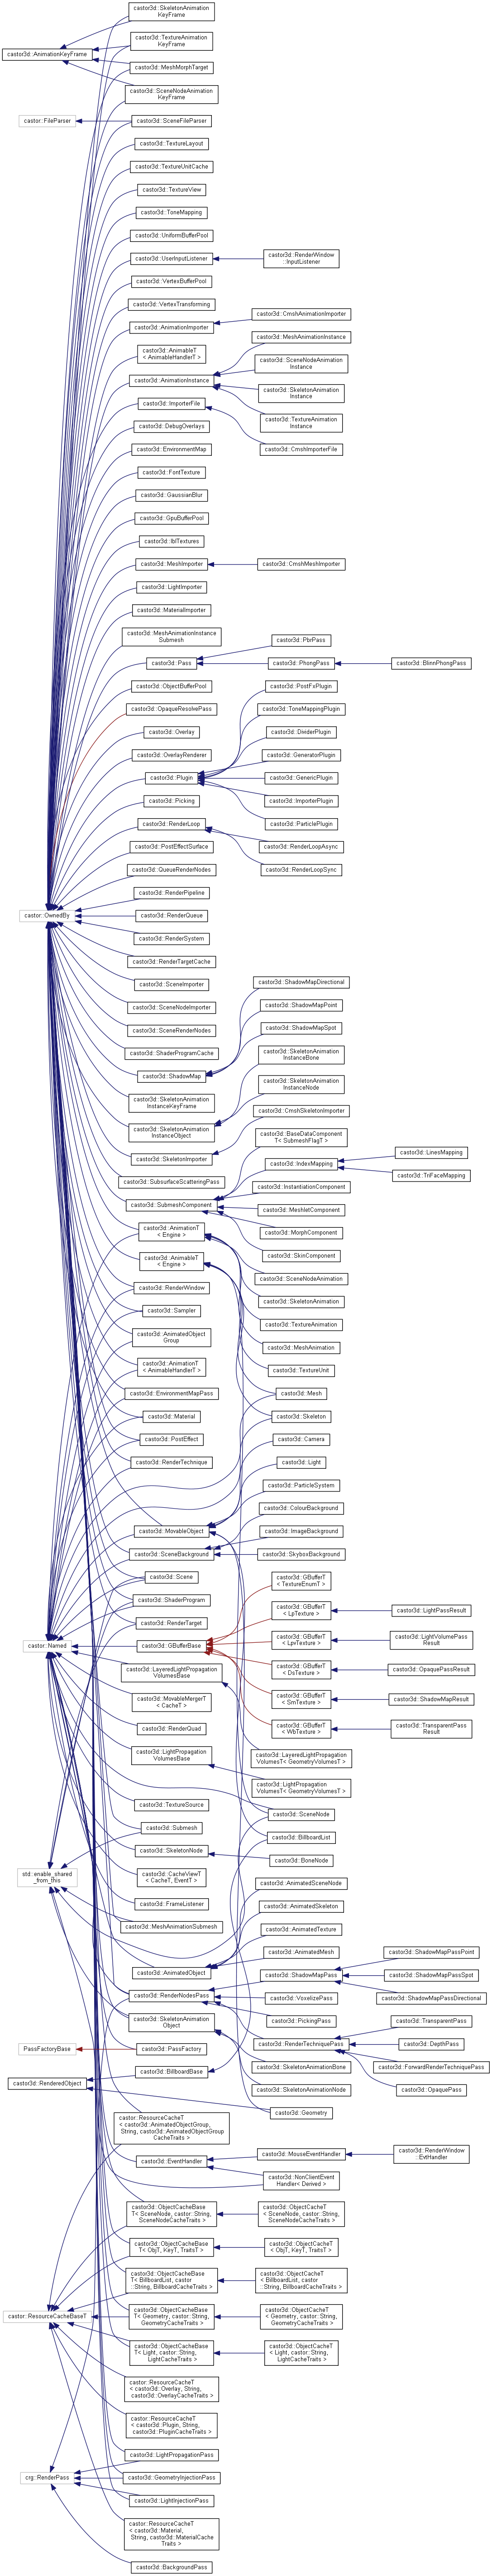 castor3d::SkeletonAnimation
KeyFrame
castor3d::TextureAnimation
KeyFrame
castor3d::AnimationKeyFrame
castor3d::MeshMorphTarget
castor3d::SceneNodeAnimation
KeyFrame
castor::FileParser
castor3d::SceneFileParser
castor3d::TextureLayout
castor3d::TextureUnitCache
castor3d::TextureView
castor3d::ToneMapping
castor3d::UniformBufferPool
castor3d::UserInputListener
castor3d::RenderWindow
::InputListener
castor3d::VertexBufferPool
castor3d::VertexTransforming
castor3d::AnimationImporter
castor3d::CmshAnimationImporter
castor3d::MeshAnimationInstance
castor3d::AnimableT
< AnimableHandlerT >
castor3d::SceneNodeAnimation
Instance
castor3d::AnimationInstance
castor3d::SkeletonAnimation
Instance
castor3d::ImporterFile
castor3d::TextureAnimation
Instance
castor3d::DebugOverlays
castor3d::EnvironmentMap
castor3d::CmshImporterFile
castor3d::FontTexture
castor3d::GaussianBlur
castor3d::GpuBufferPool
castor3d::IblTextures
castor3d::MeshImporter
castor3d::CmshMeshImporter
castor3d::LightImporter
castor3d::MaterialImporter
castor3d::MeshAnimationInstance
Submesh
castor3d::PbrPass
castor3d::Pass
castor3d::PhongPass
castor3d::BlinnPhongPass
castor3d::ObjectBufferPool
castor3d::PostFxPlugin
castor3d::OpaqueResolvePass
castor3d::ToneMappingPlugin
castor3d::Overlay
castor3d::DividerPlugin
castor3d::OverlayRenderer
castor3d::GeneratorPlugin
castor3d::Plugin
castor3d::GenericPlugin
castor3d::Picking
castor3d::ImporterPlugin
castor3d::RenderLoop
castor3d::ParticlePlugin
castor3d::PostEffectSurface
castor3d::RenderLoopAsync
castor3d::QueueRenderNodes
castor3d::RenderLoopSync
castor3d::RenderPipeline
castor::OwnedBy
castor3d::RenderQueue
castor3d::RenderSystem
castor3d::RenderTargetCache
castor3d::SceneImporter
castor3d::ShadowMapDirectional
castor3d::SceneNodeImporter
castor3d::ShadowMapPoint
castor3d::SceneRenderNodes
castor3d::ShadowMapSpot
castor3d::ShaderProgramCache
castor3d::SkeletonAnimation
InstanceBone
castor3d::ShadowMap
castor3d::SkeletonAnimation
InstanceNode
castor3d::SkeletonAnimation
InstanceKeyFrame
castor3d::CmshSkeletonImporter
castor3d::SkeletonAnimation
InstanceObject
castor3d::BaseDataComponent
T< SubmeshFlagT >
castor3d::LinesMapping
castor3d::SkeletonImporter
castor3d::IndexMapping
castor3d::TriFaceMapping
castor3d::SubsurfaceScatteringPass
castor3d::InstantiationComponent
castor3d::SubmeshComponent
castor3d::MeshletComponent
castor3d::AnimationT
< Engine >
castor3d::MorphComponent
castor3d::SkinComponent
castor3d::AnimableT
< Engine >
castor3d::SceneNodeAnimation
castor3d::RenderWindow
castor3d::SkeletonAnimation
castor3d::Sampler
castor3d::TextureAnimation
castor3d::AnimatedObject
Group
castor3d::MeshAnimation
castor3d::AnimationT
< AnimableHandlerT >
castor3d::TextureUnit
castor3d::EnvironmentMapPass
castor3d::Mesh
castor3d::Material
castor3d::Skeleton
castor3d::PostEffect
castor3d::Camera
castor3d::RenderTechnique
castor3d::Light
castor3d::ParticleSystem
castor3d::ColourBackground
castor3d::MovableObject
castor3d::ImageBackground
castor3d::SceneBackground
castor3d::SkyboxBackground
castor3d::Scene
castor3d::GBufferT
< TextureEnumT >
castor3d::ShaderProgram
castor3d::GBufferT
< LpTexture >
castor3d::LightPassResult
castor3d::RenderTarget
castor3d::GBufferT
< LpvTexture >
castor3d::LightVolumePass
Result
castor::Named
castor3d::GBufferBase
castor3d::GBufferT
< DsTexture >
castor3d::OpaquePassResult
castor3d::LayeredLightPropagation
VolumesBase
castor3d::GBufferT
< SmTexture >
castor3d::ShadowMapResult
castor3d::MovableMergerT
< CacheT >
castor3d::GBufferT
< WbTexture >
castor3d::TransparentPass
Result
castor3d::RenderQuad
castor3d::LightPropagation
VolumesBase
castor3d::LayeredLightPropagation
VolumesT< GeometryVolumesT >
castor3d::LightPropagation
VolumesT< GeometryVolumesT >
castor3d::TextureSource
castor3d::SceneNode
castor3d::Submesh
castor3d::BillboardList
castor3d::SkeletonNode
castor3d::BoneNode
std::enable_shared
_from_this
castor3d::CacheViewT
< CacheT, EventT >
castor3d::AnimatedSceneNode
castor3d::FrameListener
castor3d::AnimatedSkeleton
castor3d::MeshAnimationSubmesh
castor3d::AnimatedTexture
castor3d::AnimatedMesh
castor3d::ShadowMapPassPoint
castor3d::AnimatedObject
castor3d::ShadowMapPass
castor3d::ShadowMapPassSpot
castor3d::RenderNodesPass
castor3d::VoxelizePass
castor3d::ShadowMapPassDirectional
castor3d::SkeletonAnimation
Object
castor3d::PickingPass
castor3d::TransparentPass
castor3d::RenderTechniquePass
castor3d::DepthPass
PassFactoryBase
castor3d::PassFactory
castor3d::SkeletonAnimationBone
castor3d::ForwardRenderTechniquePass
castor3d::RenderedObject
castor3d::BillboardBase
castor3d::SkeletonAnimationNode
castor3d::OpaquePass
castor3d::Geometry
castor::ResourceCacheT
< castor3d::AnimatedObjectGroup,
String, castor3d::AnimatedObjectGroup
CacheTraits >
castor3d::EventHandler
castor3d::MouseEventHandler
castor3d::RenderWindow
::EvtHandler
castor3d::NonClientEvent
Handler< Derived >
castor3d::ObjectCacheBase
T< SceneNode, castor::String,
SceneNodeCacheTraits >
castor3d::ObjectCacheT
< SceneNode, castor::String,
SceneNodeCacheTraits >
castor3d::ObjectCacheBase
T< ObjT, KeyT, TraitsT >
castor3d::ObjectCacheT
< ObjT, KeyT, TraitsT >
castor3d::ObjectCacheBase
T< BillboardList, castor
::String, BillboardCacheTraits >
castor3d::ObjectCacheT
< BillboardList, castor
::String, BillboardCacheTraits >
castor::ResourceCacheBaseT
castor3d::ObjectCacheBase
T< Geometry, castor::String,
GeometryCacheTraits >
castor3d::ObjectCacheT
< Geometry, castor::String,
GeometryCacheTraits >
castor3d::ObjectCacheBase
T< Light, castor::String,
LightCacheTraits >
castor3d::ObjectCacheT
< Light, castor::String,
LightCacheTraits >
castor::ResourceCacheT
< castor3d::Overlay, String,
castor3d::OverlayCacheTraits >
castor::ResourceCacheT
< castor3d::Plugin, String,
castor3d::PluginCacheTraits >
castor3d::LightPropagationPass
crg::RenderPass
castor3d::GeometryInjectionPass
castor3d::LightInjectionPass
castor::ResourceCacheT
< castor3d::Material,
String, castor3d::MaterialCache
Traits >
castor3d::BackgroundPass